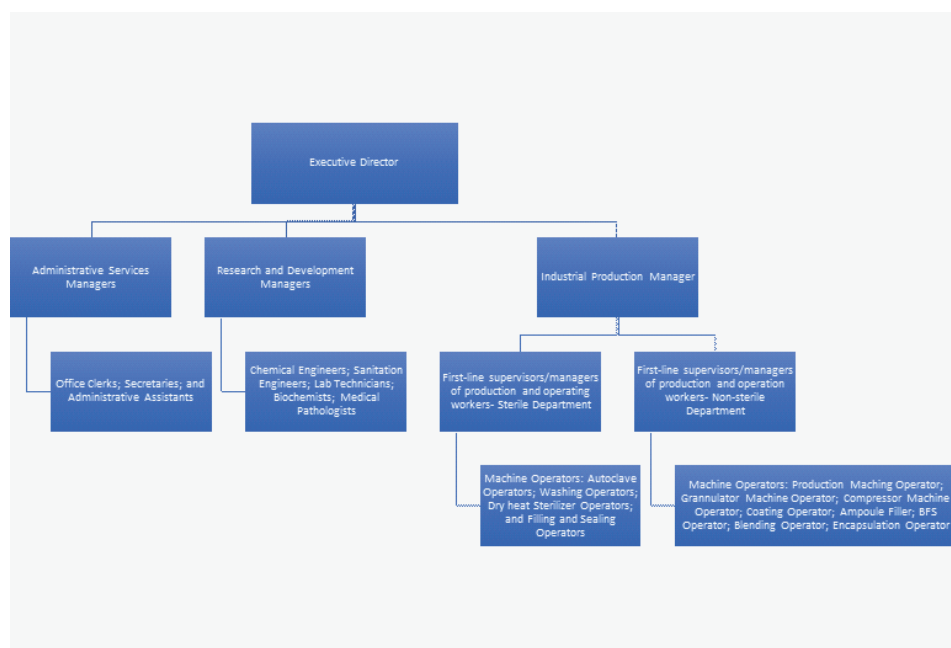 Executive Director
Administrative Services
Managers
Research and Development
Managers
Industrial Production Manager
Office Clerks; Secretaries; and
Administrative Assistants
Chemical Engineers; Sanitation
Engineers; Lab Technicians;
Biochemists; Medical
Pathologists
First-line supervisors/managers
of production and operating
workers- Sterile Department
First-line supervisors/managers
of production and operation
workers- Non-sterile
Department
Machine Operators: Autoclave
Operators; Washing Operators;
Dry heat Sterilizer Operators;
and Filling and Sealing
Operators
Machine Operators: Production Maching Operator;
Grannulator Machine Operator; Compressor Machine
Operator; Coating Operator; Ampoule Filler; BFS
Operator; Blending Operator; Encapsulation Operator